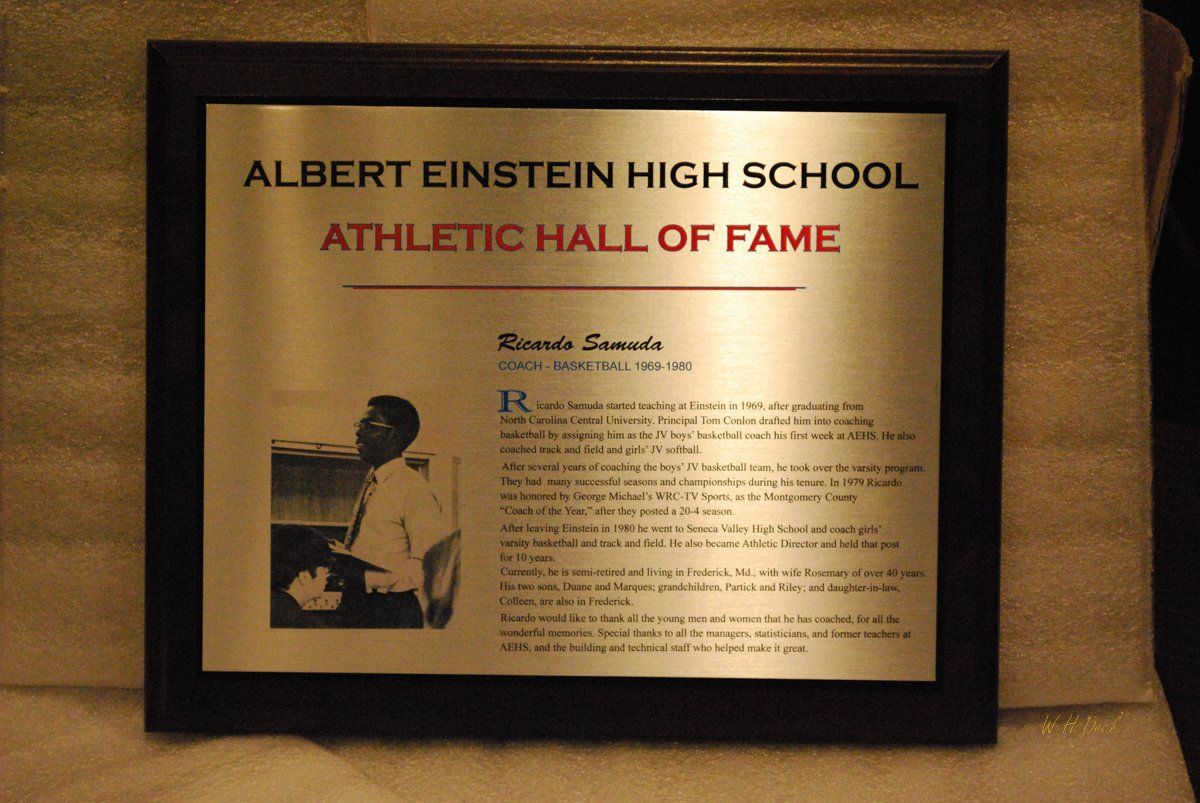 ALBERT EINSTEIN HIGH SCHOOL
ATHLETIC HALL OF FAME
Ricardo Samuda
COACH - BASKETBALL 1969-1980
Ricardo Samuda started teaching at Einstein in 1969, after graduating from
North Carolina Central University. Principal Tom Conlon drafted him into coaching
basketball by assigning him as the JV boys' basketball coach his first week at AEHS. He also
coached track and field and girls' JV softball.
After several years of coaching the boys' JV basketball team, he took over the varsity program.
They had many successful seasons and championships during his tenure. In 1979 Ricardo
was honored by George Michael's WRC-TV Sports, as the Montgomery County
"Coach of the Year," after they posted a 20-4 season.
After leaving Einstein in 1980 he went to Seneca Valley High School and coach girls'
varsity basketball and track and field. He also became Athletic Director and held that post
for 10 years.
Currently, he is semi-retired and living in Frederick, Md., with wife Rosemary of over 40 years.
His two sons, Duane and Marques; grandchildren, Partick and Riley; and daughter-in-law,
Colleen, are also in Frederick.
Ricardo would like to thank all the young men and women that he has coached, for all the
wonderful memories. Special thanks to all the managers, statisticians, and former teachers at
AEHS, and the building and technical staff who helped make it great.
W H Deck